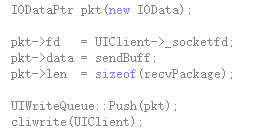 IODataPtr pkt(new IOData);
pkt->fd   = UIClient->_socketfd;
pkt->data = sendBuff;
pkt->len  = sizeof(recvPackage);
UIWriteQueue::Push(pkt);
cliwrite(UIClient);